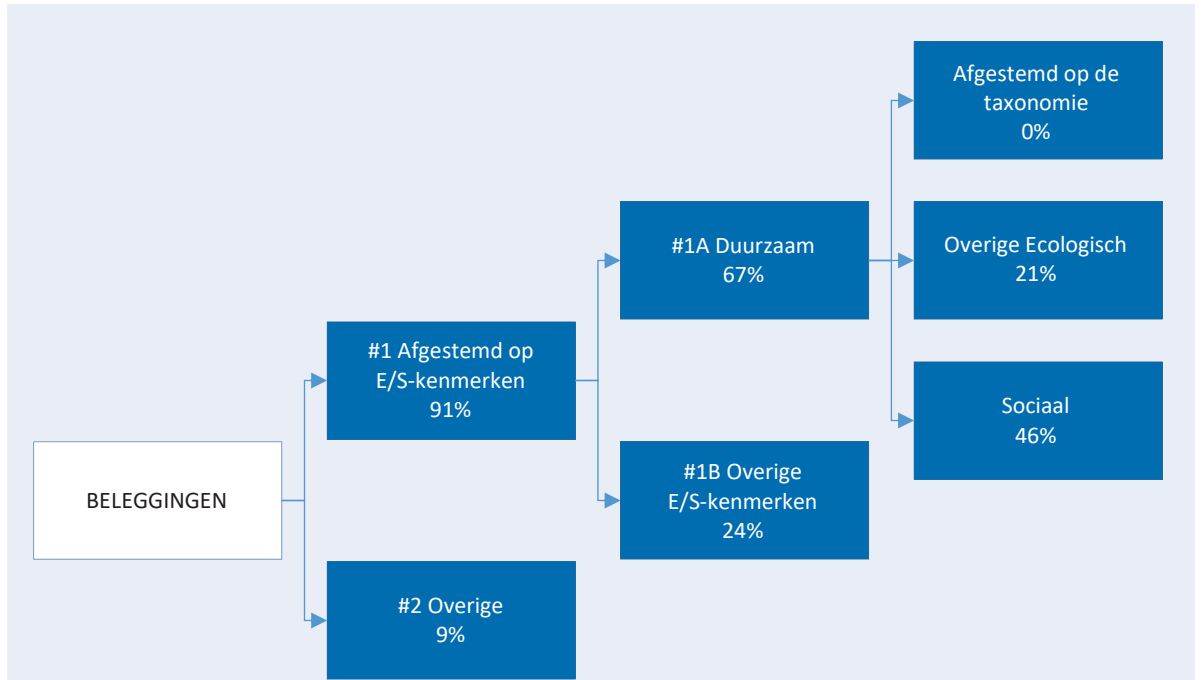 BELEGGINGEN
#1 Afgestemd op
E/S-kenmerken
91%
#2 Overige
9%
#1A Duurzaam
67%
#1B Overige
E/S-kenmerken
24%
Afgestemd op de
taxonomie
0%
Overige Ecologisch
21%
Sociaal
46%